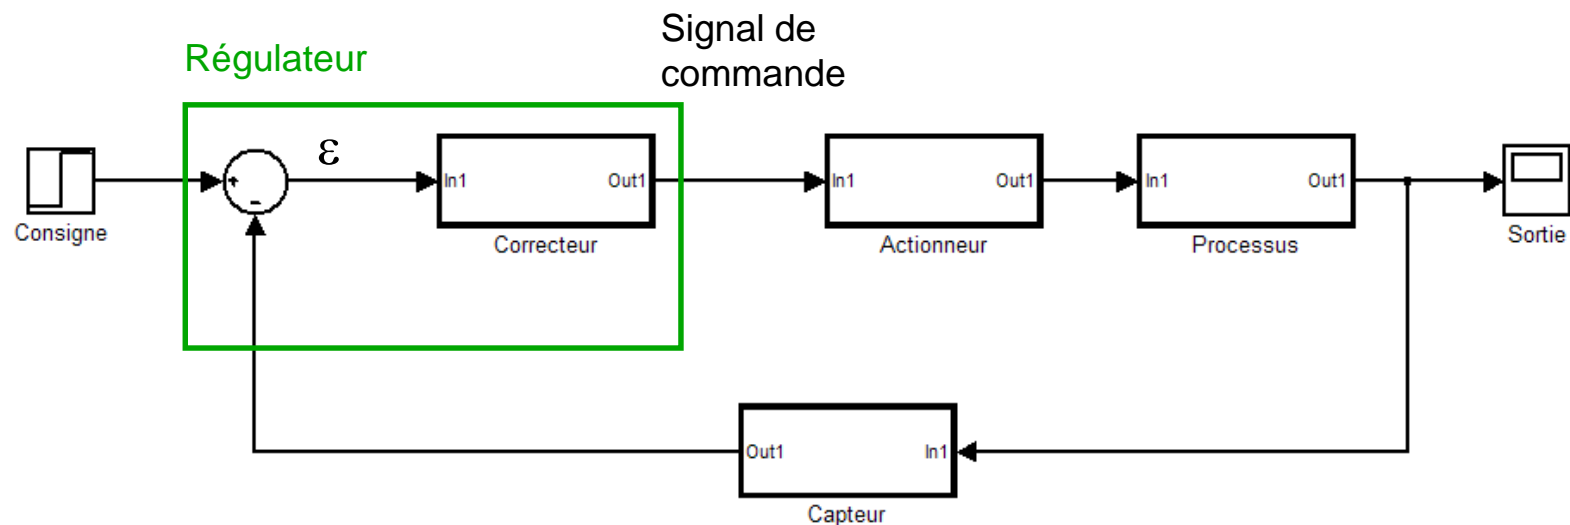 Signal de
commande
Régulateur
ε
+
-
In1
Out1
In1
Out1
In1
Out1
Consigne
Correcteur
Actionneur
Processus
Sortie
Out1
In1
Capteur